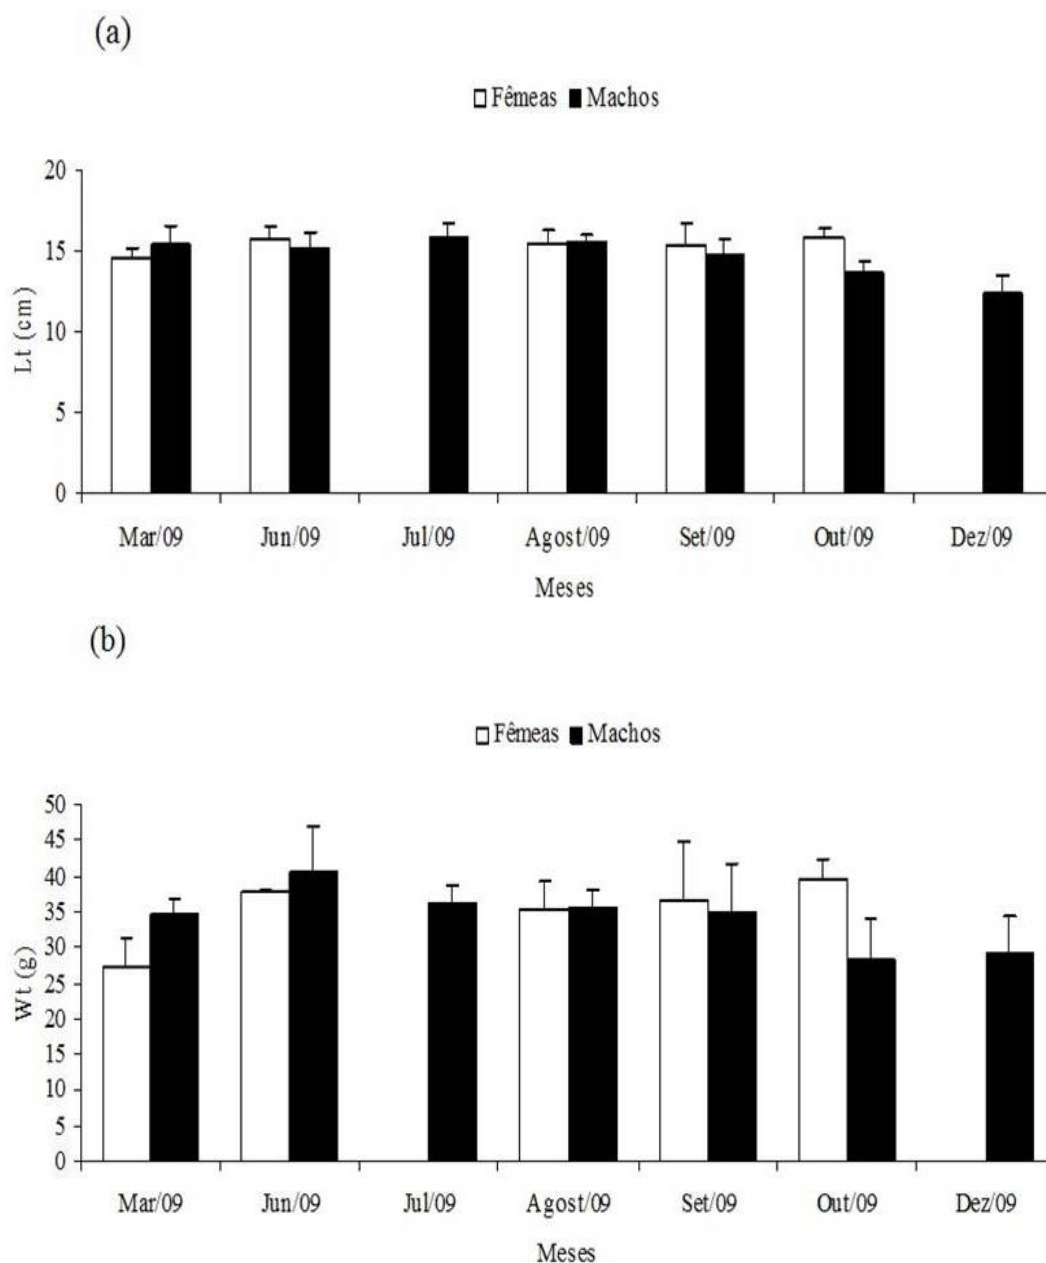 (a)
Fêmeas Machos
20
15
10
5
0
Lt (cm)
Mar/09 Jun/09 Jul/09 Agost/09 Set/09 Out/09 Dez/09
Meses
(b)
Fêmeas Machos
50
45
40
35
30
25
20
15
10
5
0
Wt (g)
Mar/09 Jun/09 Jul/09 Agost/09 Set/09 Out/09 Dez/09
Meses